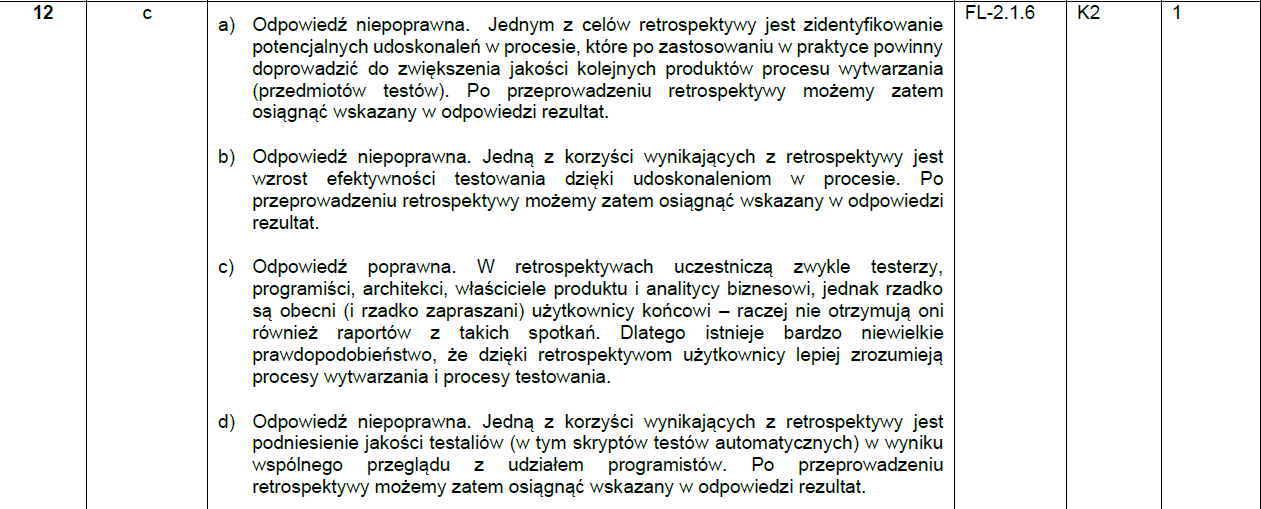 12 c FL-2.1.6 K2 1
a) Odpowiedź niepoprawna. Jednym z celów retrospektywy jest zidentyfikowanie
potencjalnych udoskonaleń w procesie, które po zastosowaniu w praktyce powinny
doprowadzić do zwiększenia jakości kolejnych produktów procesu wytwarzania
(przedmiotów testów). Po przeprowadzeniu retrospektywy możemy zatem
osiągnąć wskazany w odpowiedzi rezultat.
b) Odpowiedź niepoprawna. Jedną z korzyści wynikających z retrospektywy jest
wzrost efektywności testowania dzięki udoskonaleniom w procesie. Po
przeprowadzeniu retrospektywy możemy zatem osiągnąć wskazany w odpowiedzi
rezultat.
c) Odpowiedź poprawna. W retrospektywach uczestniczą zwykle testerzy,
programiści, architekci, właściciele produktu i analitycy biznesowi, jednak rzadko
są obecni (i rzadko zapraszani) użytkownicy końcowi – raczej nie otrzymują oni
również raportów z takich spotkań. Dlatego istnieje bardzo niewielkie
prawdopodobieństwo, że dzięki retrospektywom użytkownicy lepiej zrozumieją
procesy wytwarzania i procesy testowania.
d) Odpowiedź niepoprawna. Jedną z korzyści wynikających z retrospektywy jest
podniesienie jakości testaliów (w tym skryptów testów automatycznych) w wyniku
wspólnego przeglądu z udziałem programistów. Po przeprowadzeniu
retrospektywy możemy zatem osiągnąć wskazany w odpowiedzi rezultat.